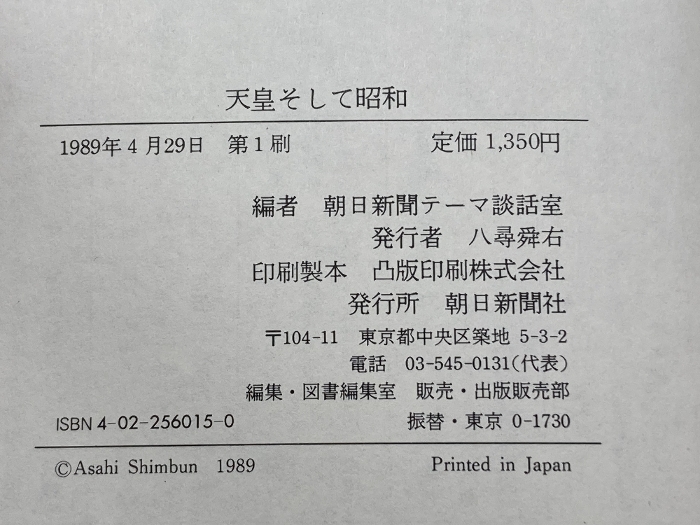 天皇そして昭和
1989年4月29日　第1刷　定価 1,350円
編者　朝日新聞テーマ談話室
発行者　八尋舜右
印刷製本　凸版印刷株式会社
発行所　朝日新聞社
〒104-11　東京都中央区築地 5-3-2
電話　03-545-0131(代表)
編集・図書編集室　販売・出版販売部
ISBN 4-02-256015-0　振替・東京 0-1730
©Asahi Shimbun 1989　Printed in Japan